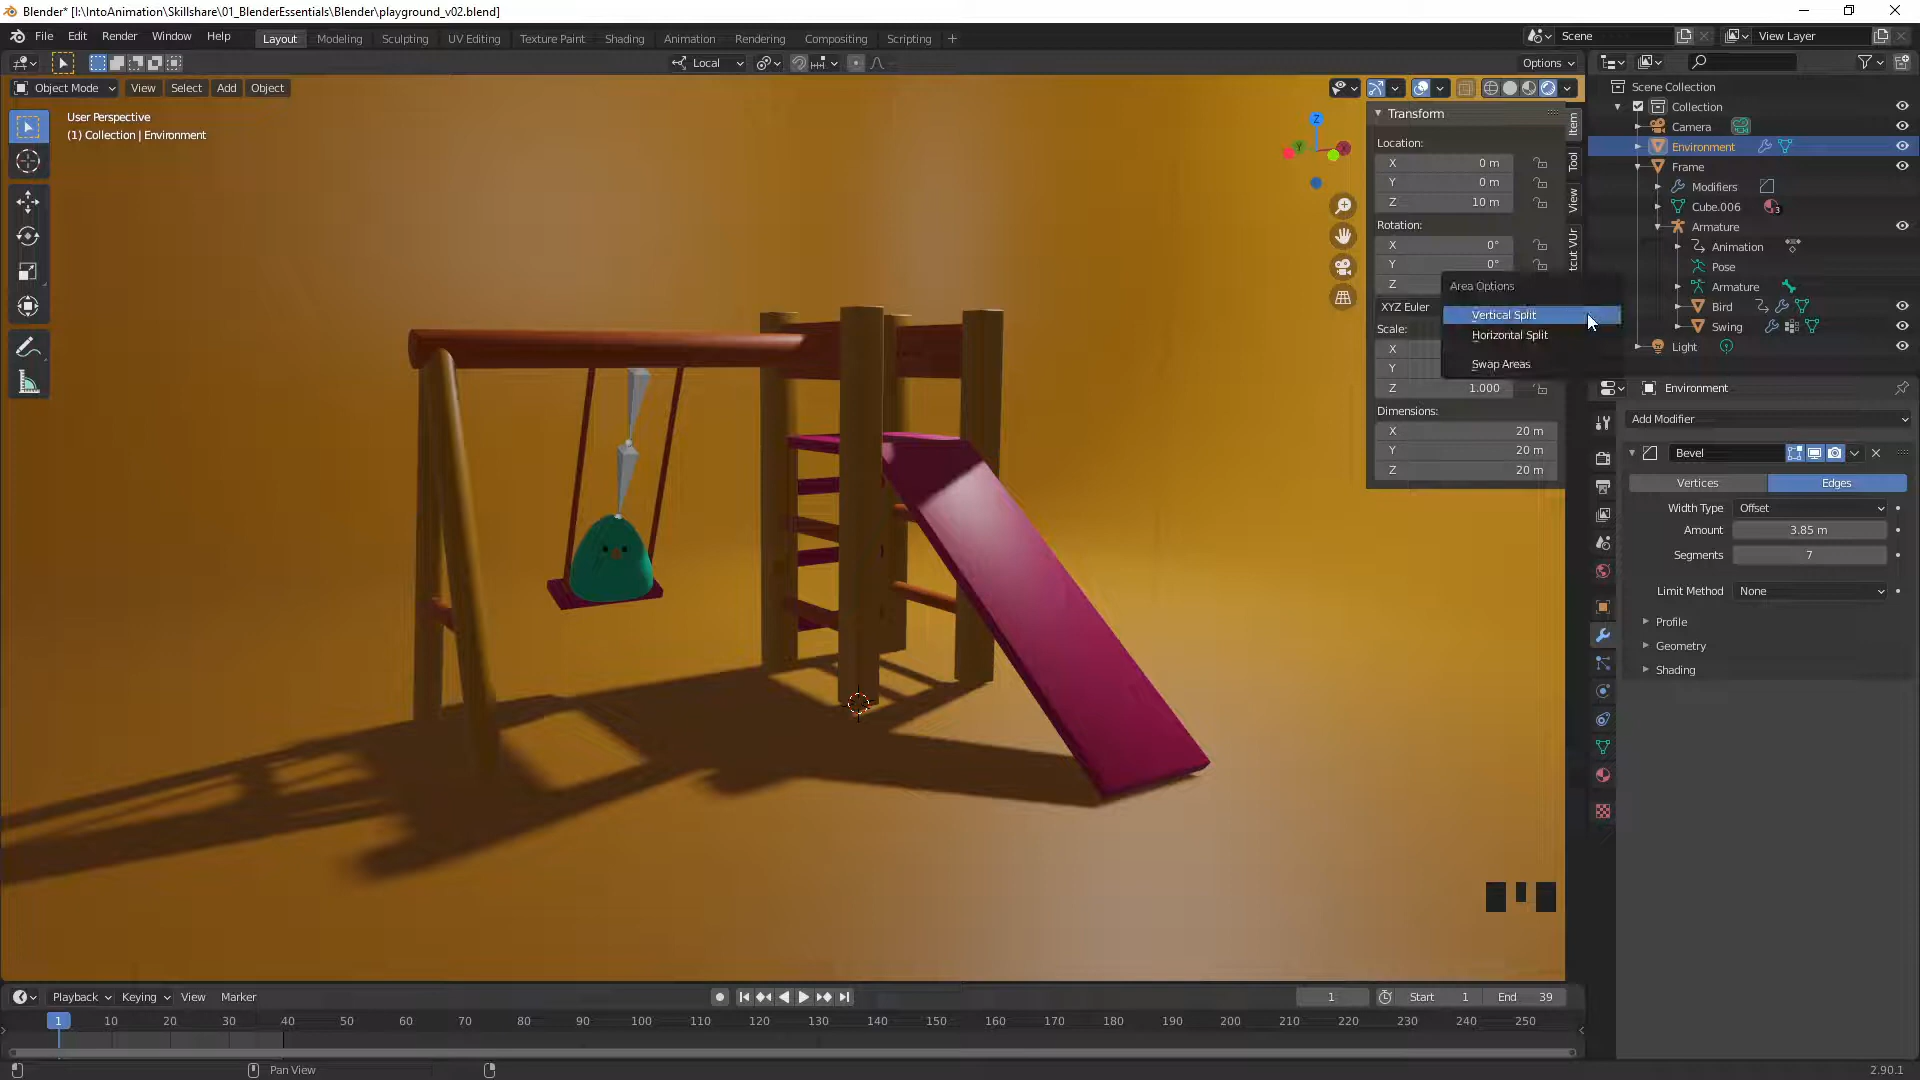 Blender* [I:\IntoAnimation\Skillshare\01_BlenderEssentials\Blender\playground_v02.blend]
File Edit Render Window Help Layout Modeling Sculpting UV Editing Texture Paint Shading Animation Rendering Compositing Scripting + Scene View Layer
Local Options
Object Mode View Select Add Object
User Perspective
(1) Collection | Environment
Z
Y
X
Transform
Location:
X 0 m
Y 0 m
Z 10 m
Rotation:
X 0°
Y 0°
Z
XYZ Euler
Scale:
X
Y
Z 1.000
Dimensions:
X 20 m
Y 20 m
Z 20 m
Item
Tool
View
tcut VUr
Area Options
Vertical Split
Horizontal Split
Swap Areas
Scene Collection
Collection
Camera
Environment
Frame
Modifiers
Cube.006 3
Armature
Animation
Pose
Armature
Bird
Swing
Light
Environment
Add Modifier
Bevel
Vertices Edges
Width Type Offset
Amount 3.85 m
Segments 7
Limit Method None
Profile
Geometry
Shading
Playback Keying View Marker 1 Start 1 End 39
1 10 20 30 40 50 60 70 80 90 100 110 120 130 140 150 160 170 180 190 200 210 220 230 240 250
Pan View 2.90.1